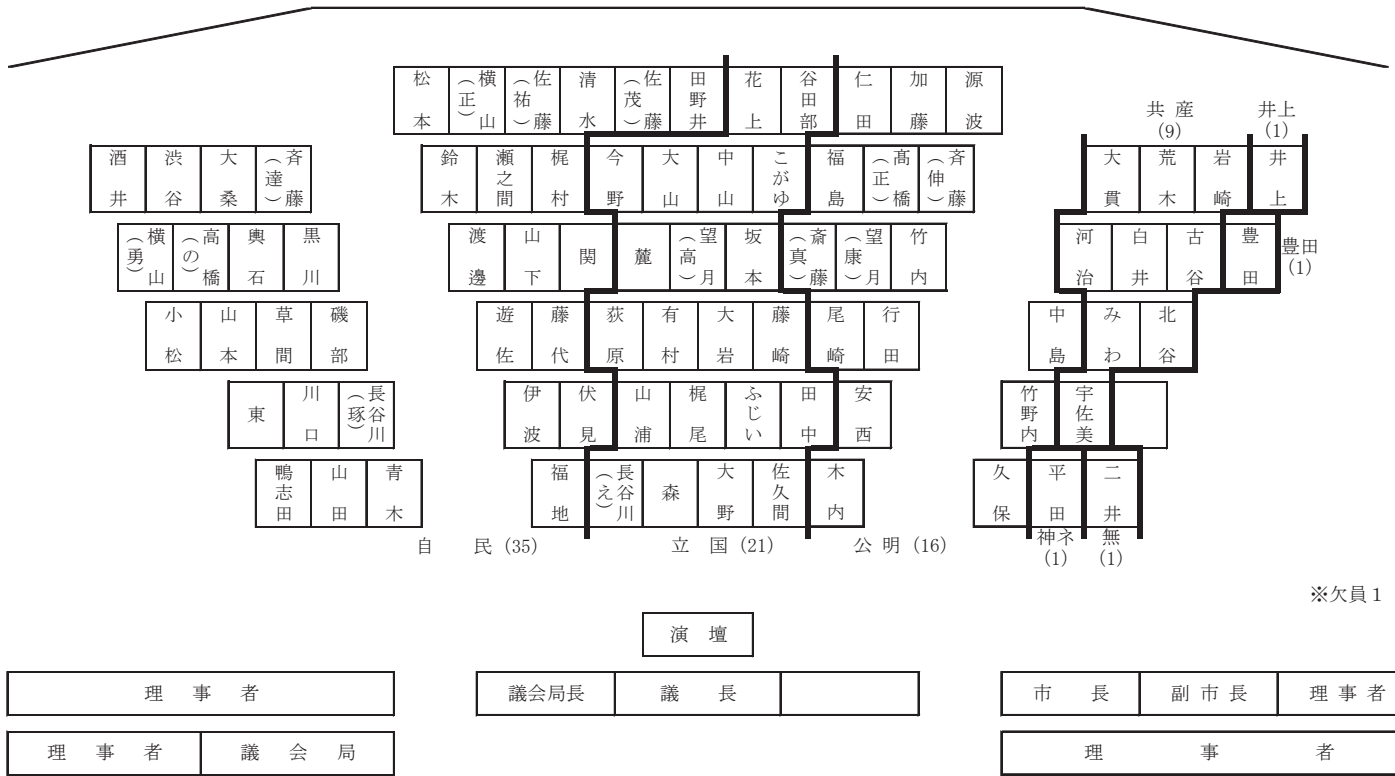 松本 横山(正) 佐藤(祐) 清水 佐藤(茂) 田野井 花上 谷田部 仁田 加藤 源波
共産 井上
(9) (1)
酒井 渋谷 大桑 斉藤(達) 鈴木 瀬之間 梶村 今野 大山 中山 こがゆ 福島 髙橋(正) 斉藤(伸) 大貫 荒木 岩崎 井上
横山(勇) 高橋(の) 輿石 黒川 渡邊 山下 関 麓 望月(高) 坂本 斎藤(真) 望月(康) 竹内 河治 白井 古谷 豊田 豊田
(1)
小松 山本 草間 磯部 遊佐 藤代 荻原 有村 大岩 藤崎 尾崎 行田 中島 みわ 北谷
東 川口 長谷川(琢) 伊波 伏見 山浦 梶尾 ふじい 田中 安西 竹野内 宇佐美
鴨志田 山田 青木 福地 長谷川(え) 森 大野 佐久間 木内 久保 平田 二井
自民 (35) 立国 (21) 公明 (16) 神ネ 無
(1) (1)
※欠員 1
演壇
理事者 議会局長 議長 市長 副市長 理事者
理事者 議会局 理事者